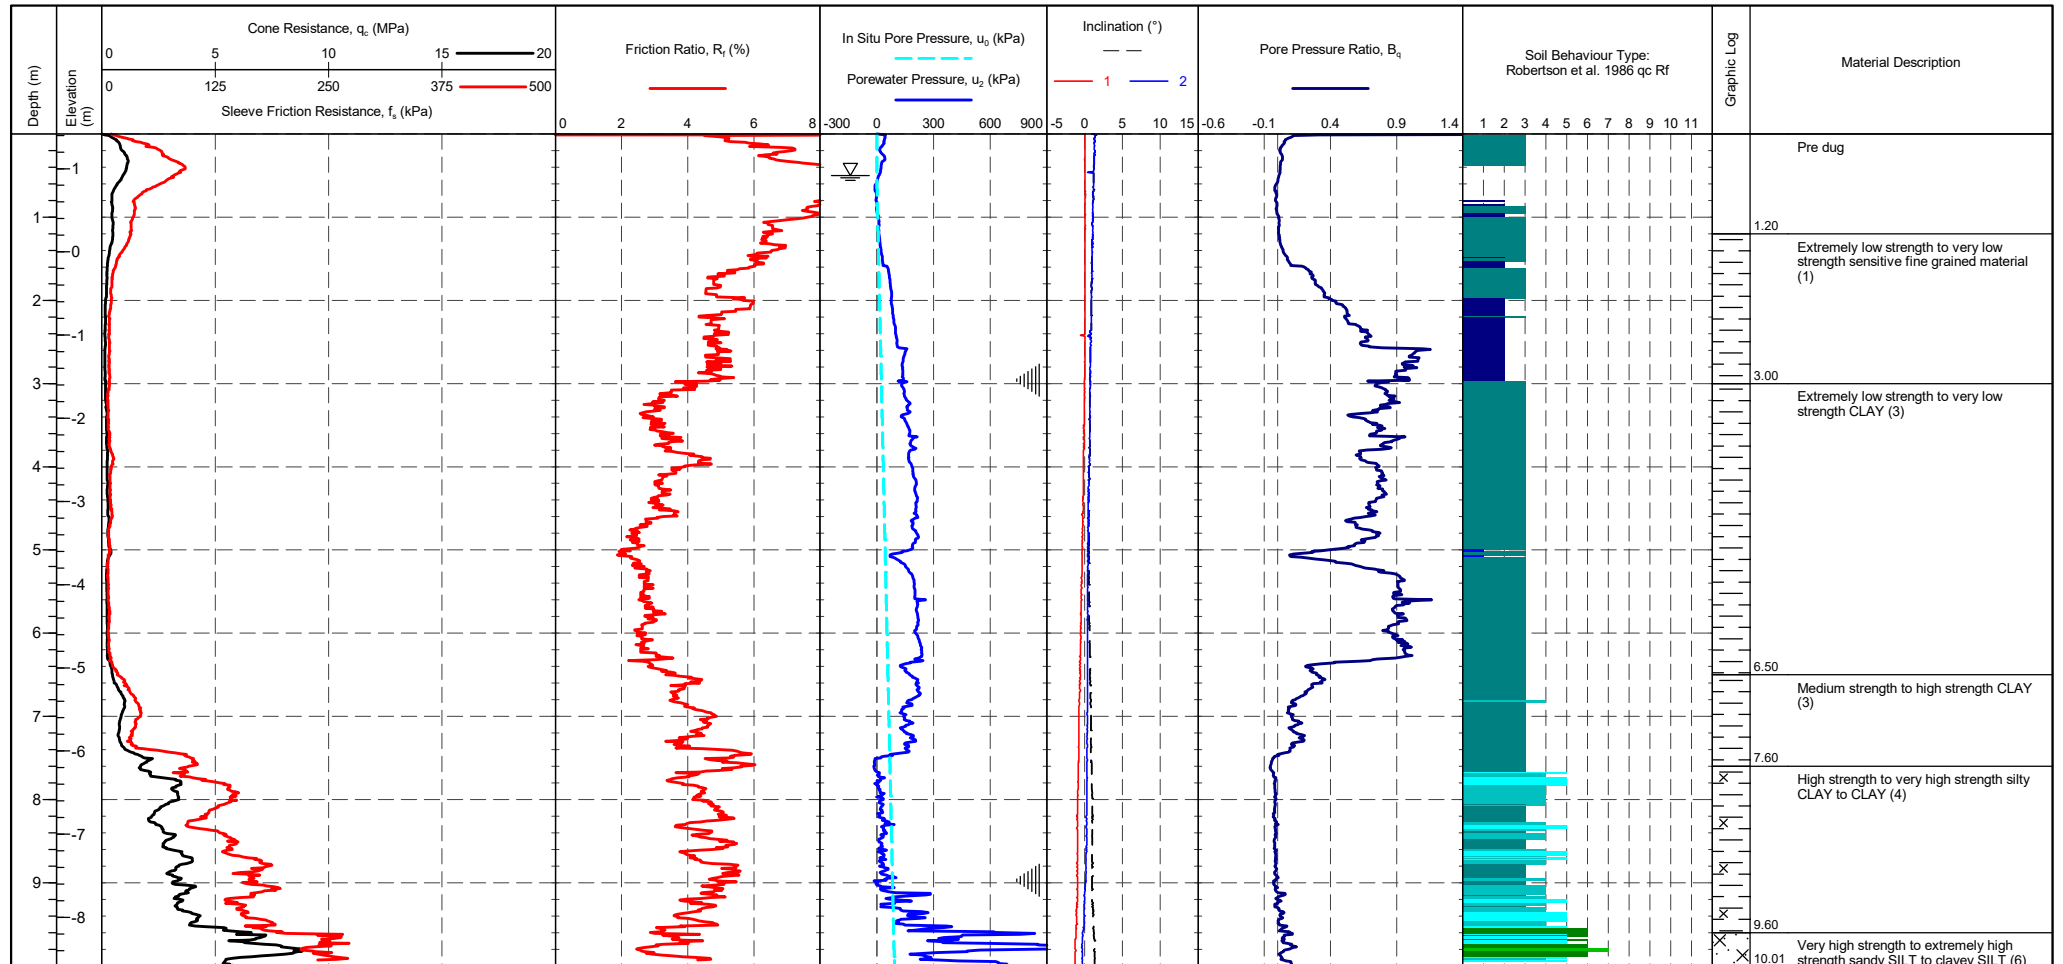 Depth (m)
Elevation (m)
Cone Resistance, qc (MPa)
0 5 10 15 20
0 125 250 375 500
Sleeve Friction Resistance, fs (kPa)
Friction Ratio, Rf (%)
0 2 4 6 8
In Situ Pore Pressure, u0 (kPa)
Porewater Pressure, u2 (kPa)
-300 0 300 600 900
Inclination (°)
1 2
-5 0 5 10 15
Pore Pressure Ratio, Bq
-0.6 -0.1 0.4 0.9 1.4
Soil Behaviour Type:
Robertson et al. 1986 qc Rf
1 2 3 4 5 6 7 8 9 10 11
Graphic Log
Material Description
Pre dug
1
1
1.20
0
Extremely low strength to very low
strength sensitive fine grained material
(1)
2
-1
3.00
3
Extremely low strength to very low
strength CLAY (3)
-2
4
-3
5
-4
6
-5
6.50
Medium strength to high strength CLAY
(3)
7
-6
7.60
High strength to very high strength silty
CLAY to CLAY (4)
8
-7
9
-8
9.60
Very high strength to extremely high
strength sandy SILT to clayey SILT (6)
10.01